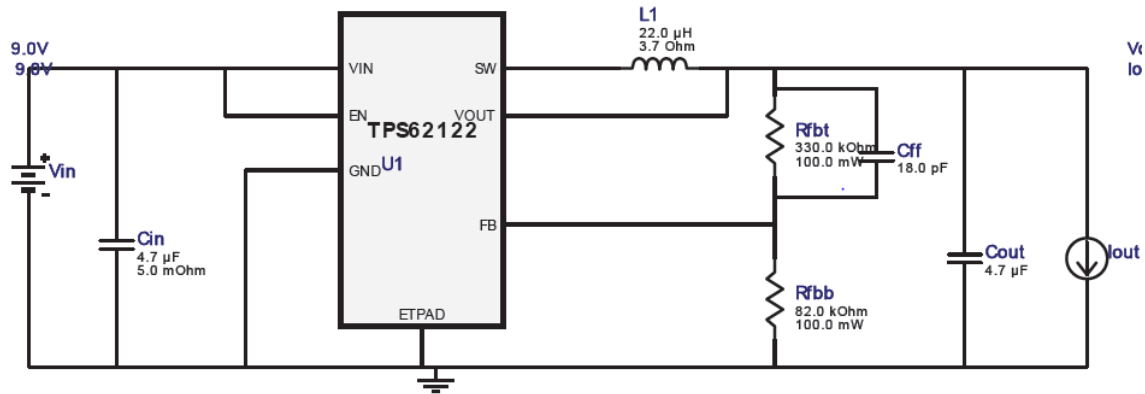 9.0V
9.0V
Vin
Cin
4.7 µF
5.0 mOhm
VIN
EN
GND
SW
VOUT
TPS62122
U1
FB
ETPAD
L1
22.0 µH
3.7 Ohm
Rfbt
330.0 kOhm
100.0 mW
Cff
18.0 pF
Rfbb
82.0 kOhm
100.0 mW
Cout
4.7 µF
Iout